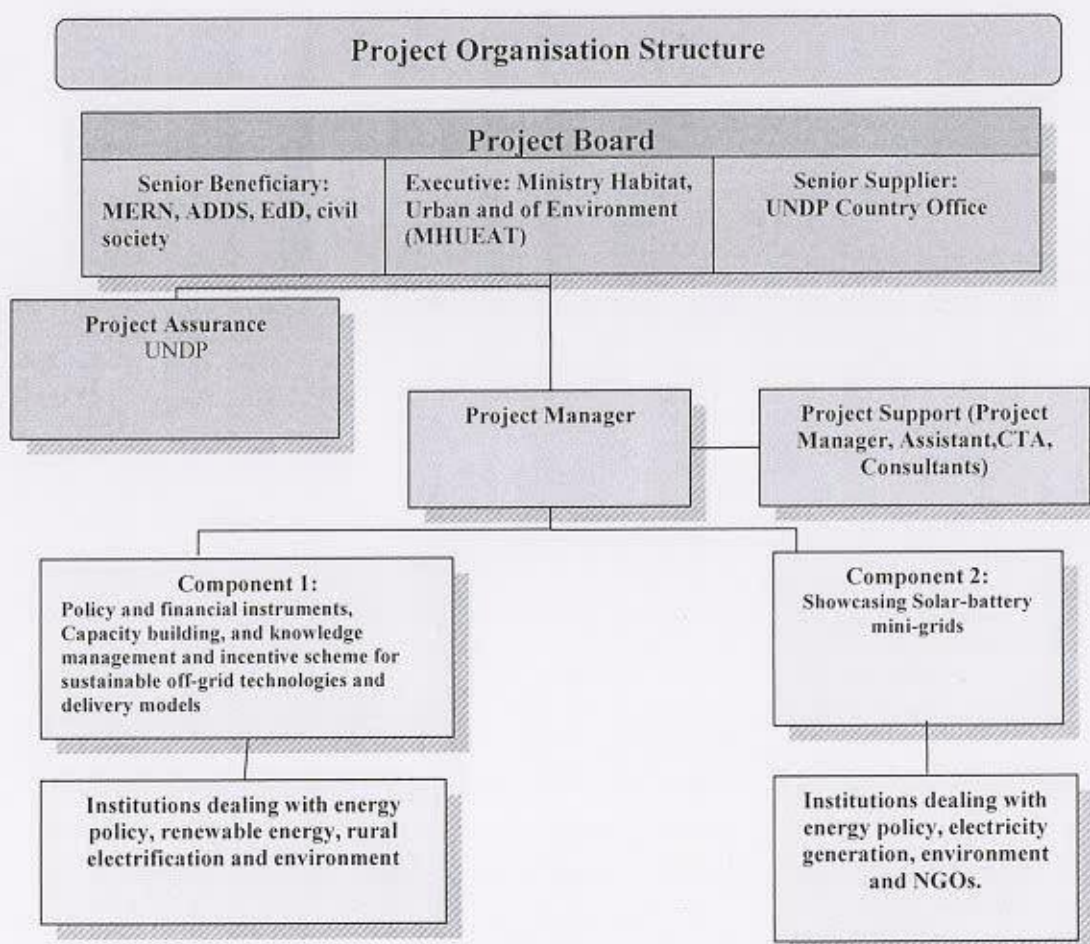 Project Organisation Structure
Project Board
Senior Beneficiary:
MERN, ADDS, EdD, civil
society
Executive: Ministry Habitat,
Urban and of Environment
(MHUEAT)
Senior Supplier:
UNDP Country Office
Project Assurance
UNDP
Project Manager
Project Support (Project
Manager, Assistant,CTA,
Consultants)
Component 1:
Policy and financial instruments,
Capacity building, and knowledge
management and incentive scheme for
sustainable off-grid technologies and
delivery models
Component 2:
Showcasing Solar-battery
mini-grids
Institutions dealing with energy
policy, renewable energy, rural
electrification and environment
Institutions dealing with
energy policy, electricity
generation, environment
and NGOs.